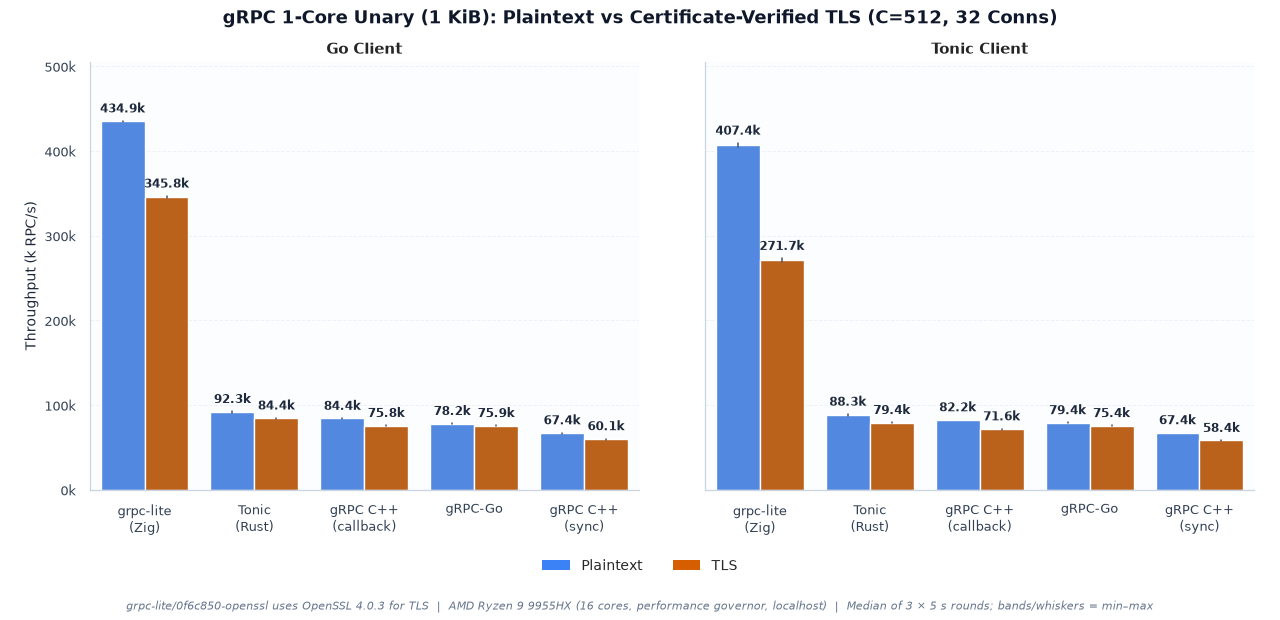 gRPC 1-Core Unary (1 KiB): Plaintext vs Certificate-Verified TLS (C=512, 32 Conns)
Go Client
Throughput (k RPC/s)
500k
400k
300k
200k
100k
0k
434.9k
345.8k
92.3k
84.4k
84.4k
75.8k
78.2k
75.9k
67.4k
60.1k
grpc-lite
(Zig)
Tonic
(Rust)
gRPC C++
(callback)
gRPC-Go
gRPC C++
(sync)
Tonic Client
407.4k
271.7k
88.3k
79.4k
82.2k
71.6k
79.4k
75.4k
67.4k
58.4k
grpc-lite
(Zig)
Tonic
(Rust)
gRPC C++
(callback)
gRPC-Go
gRPC C++
(sync)
Plaintext
TLS
grpc-lite/0f6c850-openssl uses OpenSSL 4.0.3 for TLS | AMD Ryzen 9 9955HX (16 cores, performance governor, localhost) | Median of 3 × 5 s rounds; bands/whiskers = min–max